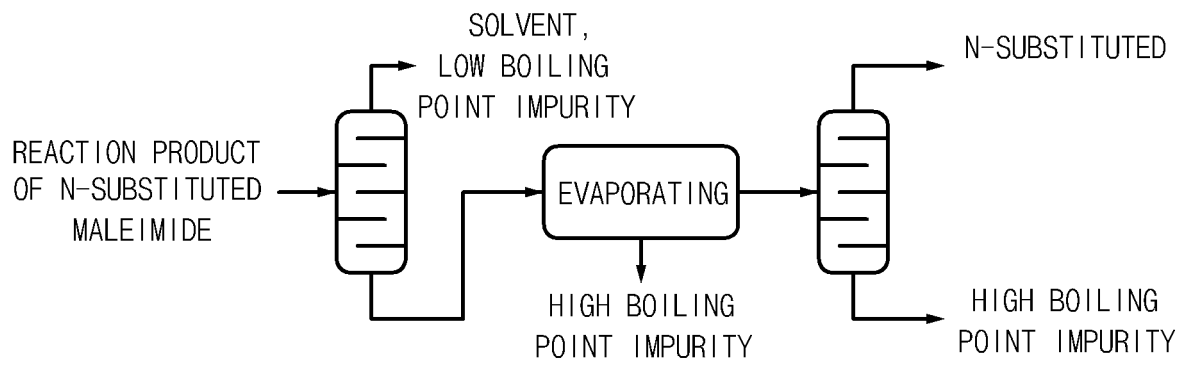 SOLVENT,
LOW BOILING
POINT IMPURITY
N-SUBSTITUTED
REACTION PRODUCT
OF N-SUBSTITUTED
MALEIMIDE
EVAPORATING
HIGH BOILING
POINT IMPURITY
HIGH BOILING
POINT IMPURITY